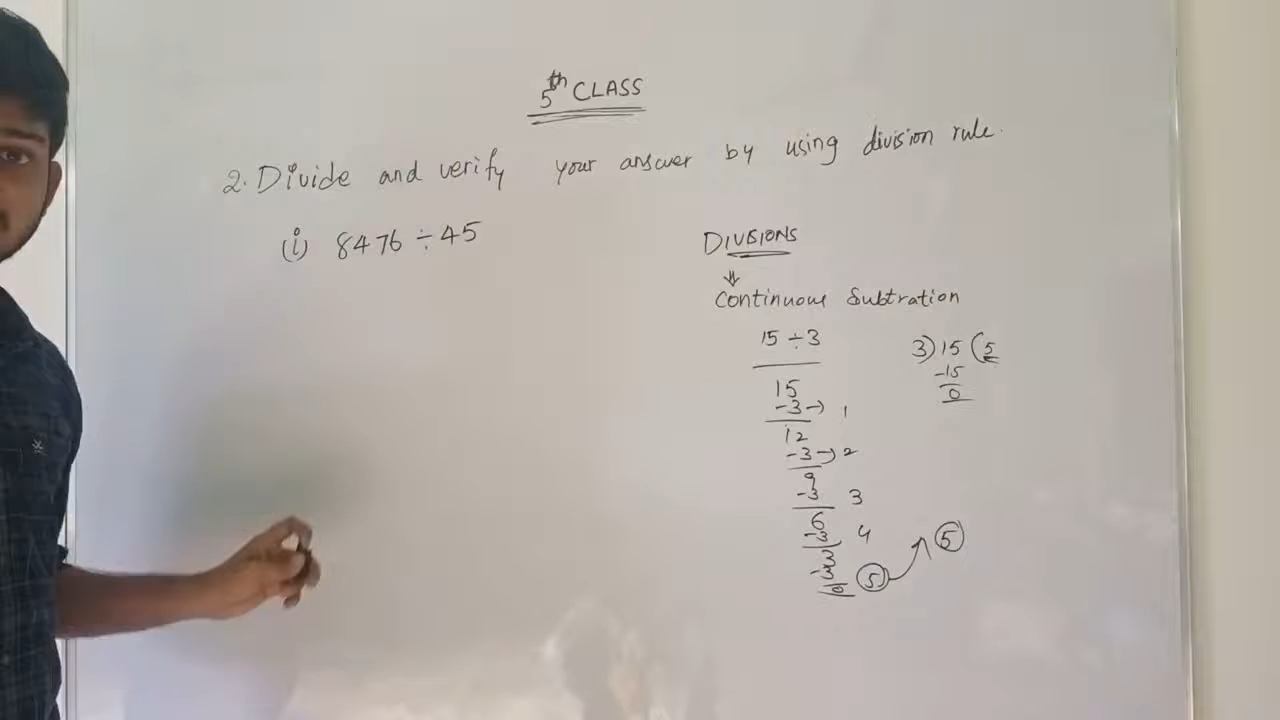 5th CLASS
2. Divide and verify your answer by using division rule.
(i) 8476 ÷ 45
DIVISIONS
⇓
Continuous Subtration
15 ÷ 3
15
-3 → 1
12
-3 → 2
9
-3 3
6
-3 4
3
-3
0 5 → 5
3) 15 (5
-15
0